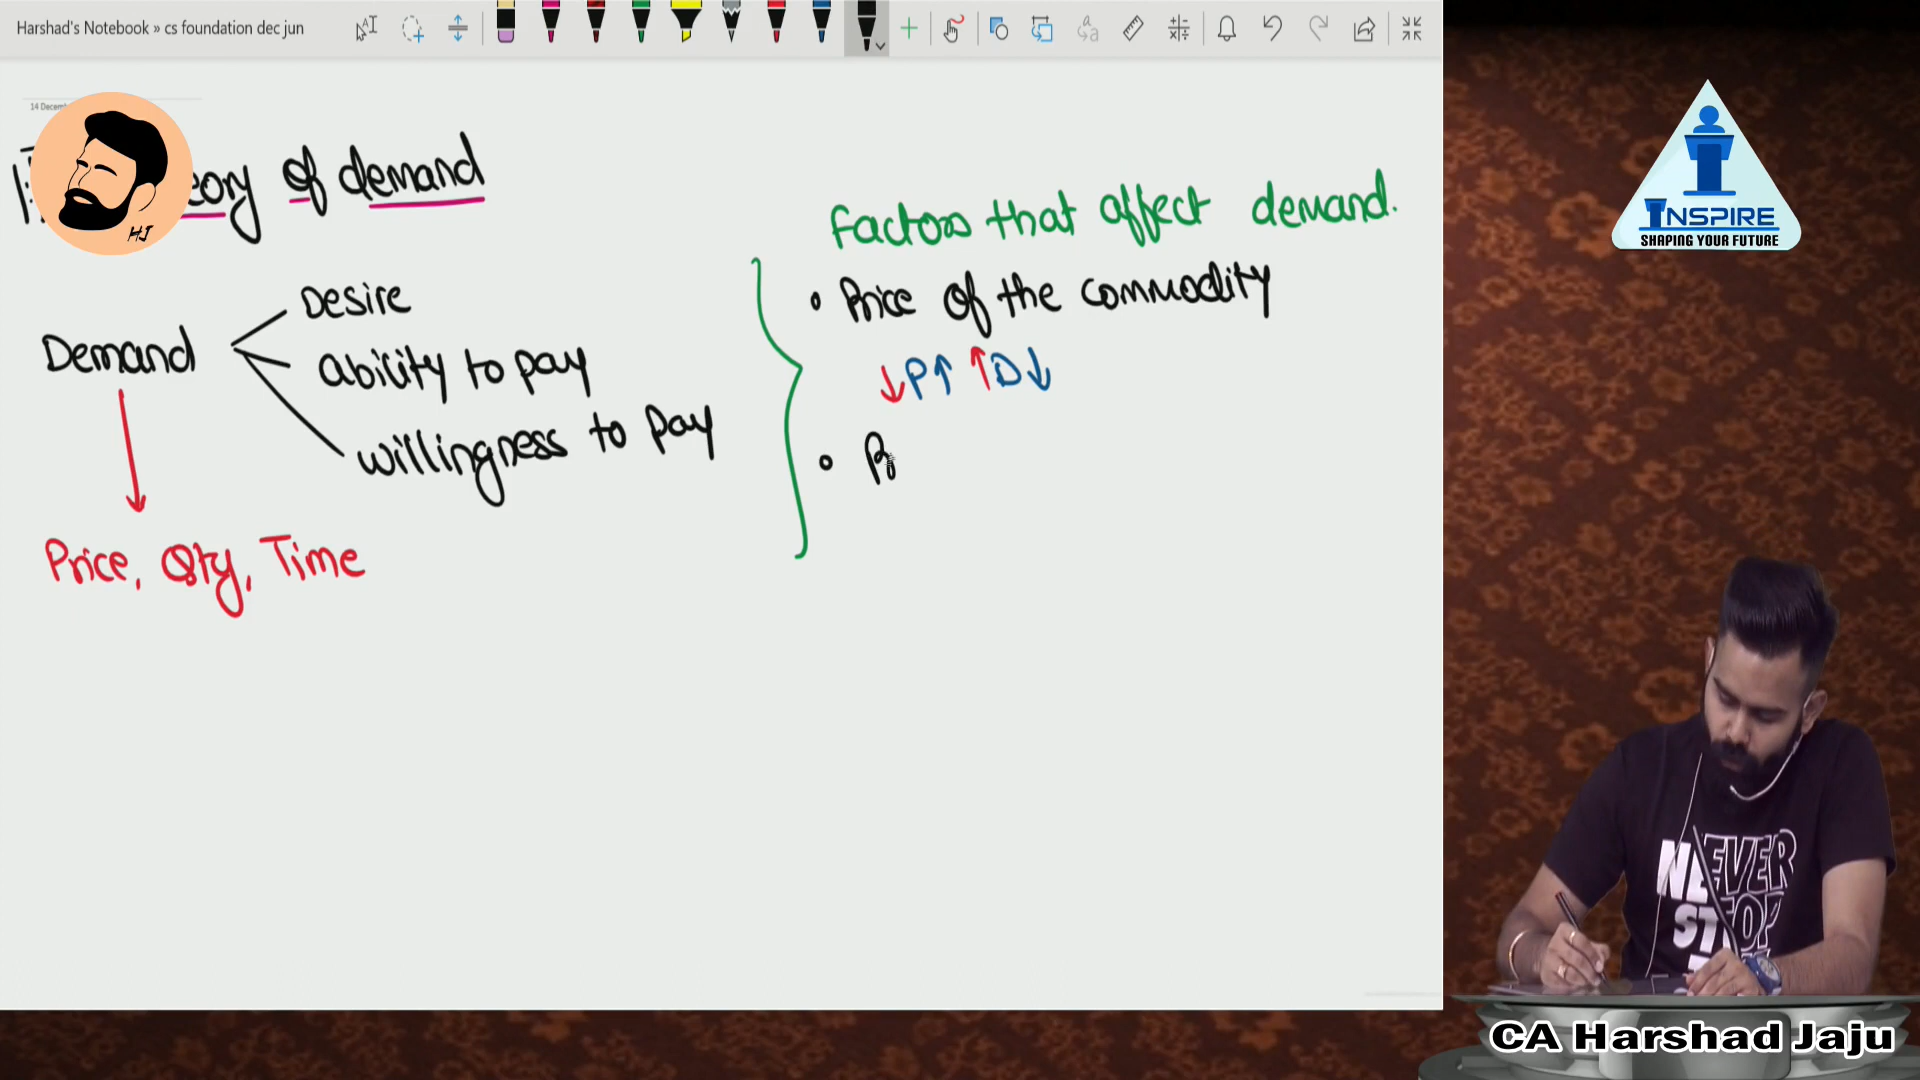 Harshad's Notebook » cs foundation dec jun
14 Decem
eory of demand
HJ
Demand
Desire
ability to pay
willingness to pay
Price, Qty, Time
factors that affect demand.
• Price of the commodity
↓P↑ ↑D↓
•
INSPIRE
SHAPING YOUR FUTURE
NEVER
STOP
CA Harshad Jaju